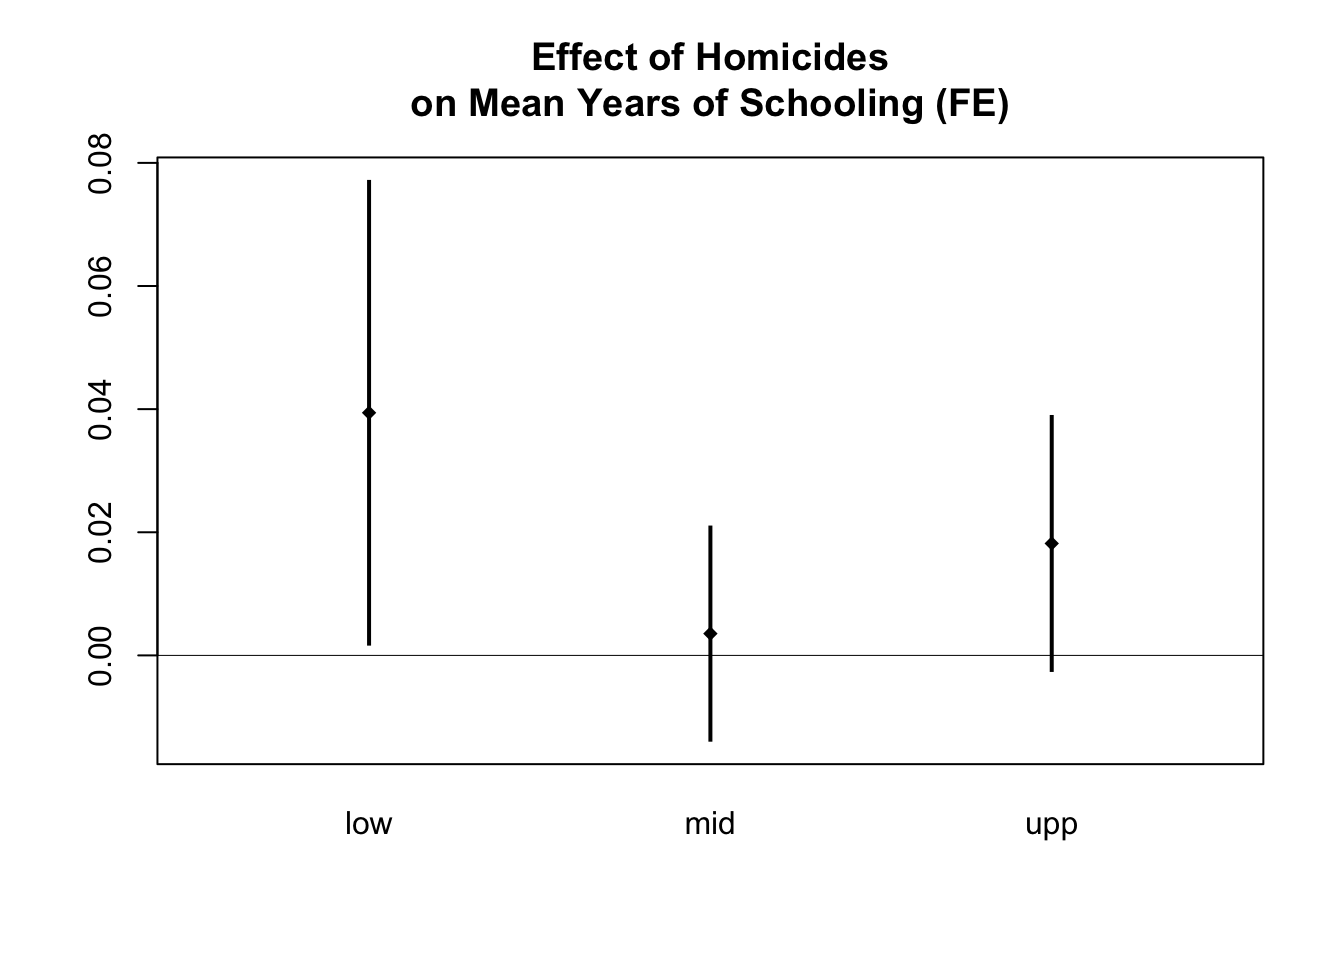 Effect of Homicides
on Mean Years of Schooling (FE)
0.08
0.06
0.04
0.02
0.00
low mid upp